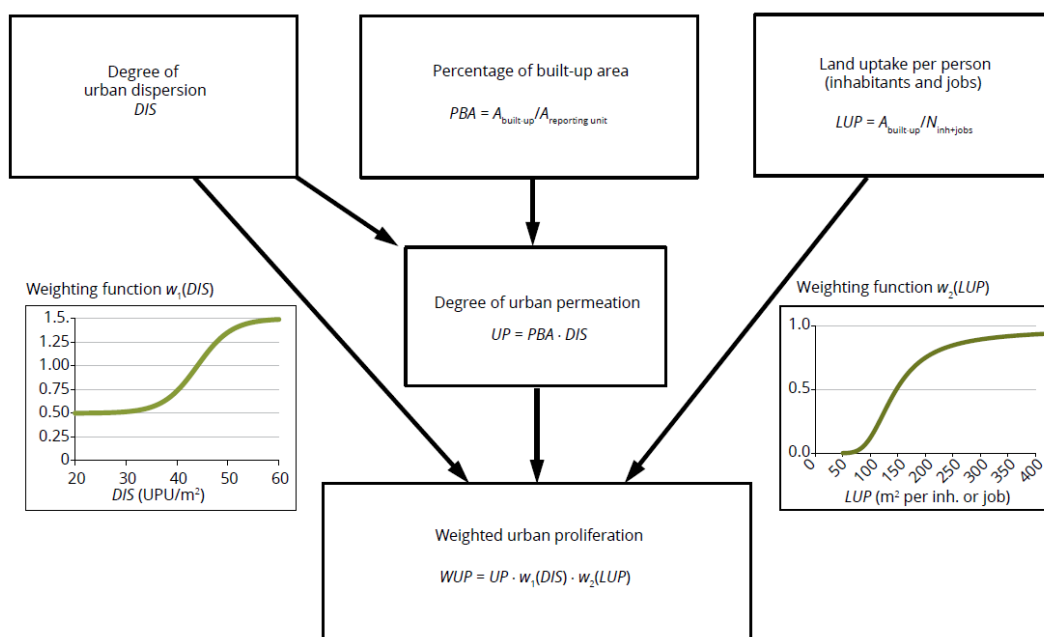 Degree of
urban dispersion
DIS
Percentage of built-up area
PBA = A built-up/A reporting unit
Land uptake per person
(inhabitants and jobs)
LUP = A built-up/N inh+jobs
Degree of urban permeation
UP = PBA · DIS
Weighting function w₁(DIS)
1.5.
1.25
1.00
0.75
0.50
0.25
0
20 30 40 50 60
DIS (UPU/m²)
Weighting function w₂(LUP)
1.0
0.5
0.0
0 50 100 150 200 250 300 350 400
LUP (m² per inh. or job)
Weighted urban proliferation
WUP = UP · w₁(DIS) · w₂(LUP)